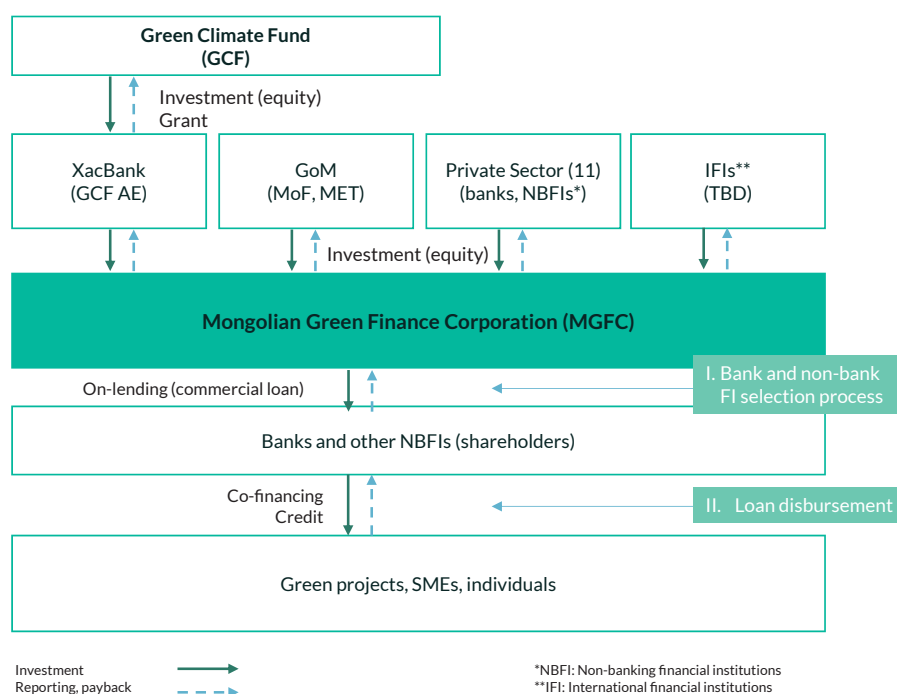 Green Climate Fund
(GCF)
Investment (equity)
Grant
XacBank
(GCF AE)
GoM
(MoF, MET)
Private Sector (11)
(banks, NBFIs*)
IFIs**
(TBD)
Investment (equity)
Mongolian Green Finance Corporation (MGFC)
On-lending (commercial loan)
I. Bank and non-bank
FI selection process
Banks and other NBFIs (shareholders)
Co-financing
Credit
II. Loan disbursement
Green projects, SMEs, individuals
Investment
Reporting, payback
*NBFI: Non-banking financial institutions
**IFI: International financial institutions